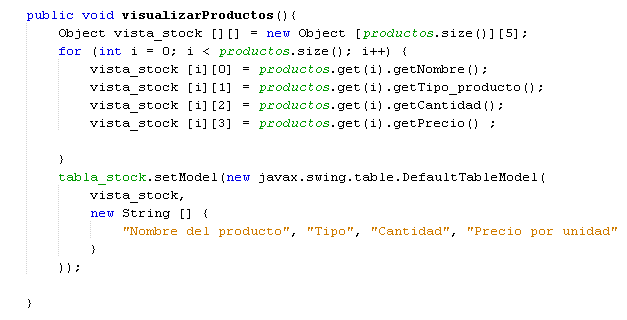 public void visualizarProductos(){
    Object vista_stock [][] = new Object [productos.size()][5];
    for (int i = 0; i < productos.size(); i++) {
        vista_stock [i][0] = productos.get(i).getNombre();
        vista_stock [i][1] = productos.get(i).getTipo_producto();
        vista_stock [i][2] = productos.get(i).getCantidad();
        vista_stock [i][3] = productos.get(i).getPrecio() ;
    }
    tabla_stock.setModel(new javax.swing.table.DefaultTableModel(
        vista_stock,
        new String [] {
            "Nombre del producto", "Tipo", "Cantidad", "Precio por unidad"
        }
    ));
}